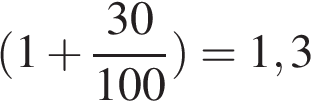 (1 + 30/100) = 1,3